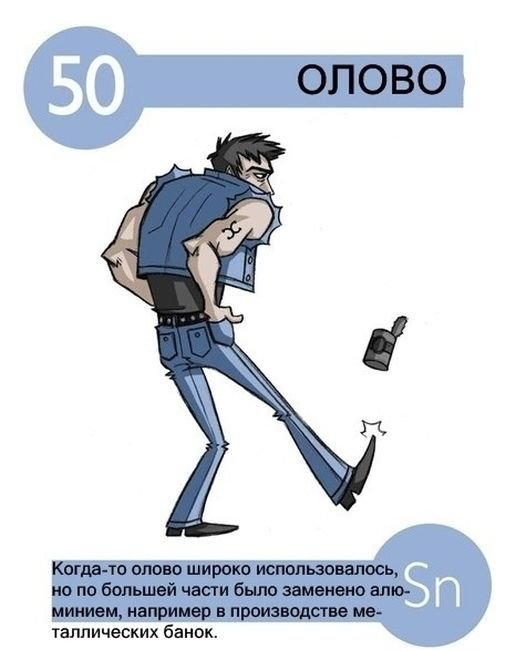 50
ОЛОВО
Когда-то олово широко использовалось,
но по большей части было заменено алю-
минием, например в производстве ме-
таллических банок.
Sn